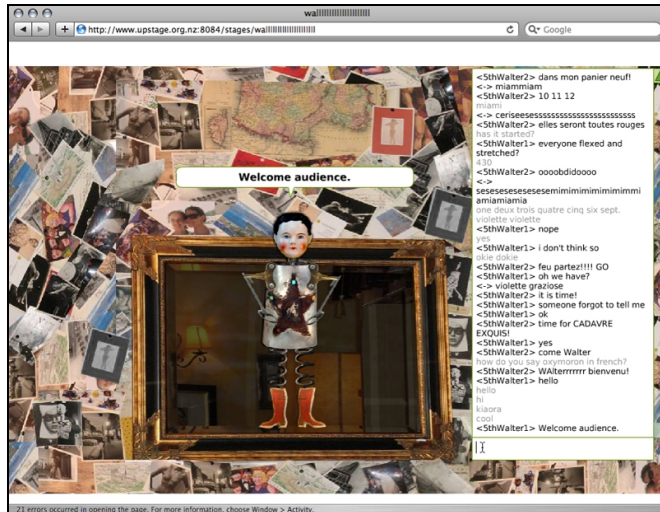 walllllllllllllllllllll
http://www.upstage.org.nz:8084/stages/walllllllllllllllllllll
Google
<5thWalter2> dans mon panier neuf!
<-> miammiam
<5thWalter2> 10 11 12
miami
<-> ceriseesesssssssssssssssssssssssss
<5thWalter2> elles seront toutes rouges
has it started?
<5thWalter1> everyone flexed and
stretched?
430
<5thWalter2> oooobdidoooo
<->
sesesesesesesesemimimimimimimmi
amiamiamia
one deux trois quatre cinq six sept.
violette violette
<5thWalter1> nope
yes
<5thWalter1> i don't think so
okie dokie
<5thWalter2> feu partez!!!! GO
<5thWalter1> oh we have?
<-> violette graziose
<5thWalter2> it is time!
<5thWalter1> someone forgot to tell me
<5thWalter1> ok
<5thWalter2> time for CADAVRE
EXQUIS!
<5thWalter1> yes
<5thWalter2> come Walter
how do you say oxymoron in french?
<5thWalter2> WAlterrrrrrr bienvenu!
<5thWalter1> hello
hello
hi
kiaora
cool
<5thWalter1> Welcome audience.
Welcome audience.
21 errors occurred in opening the page. For more information, choose Window > Activity.